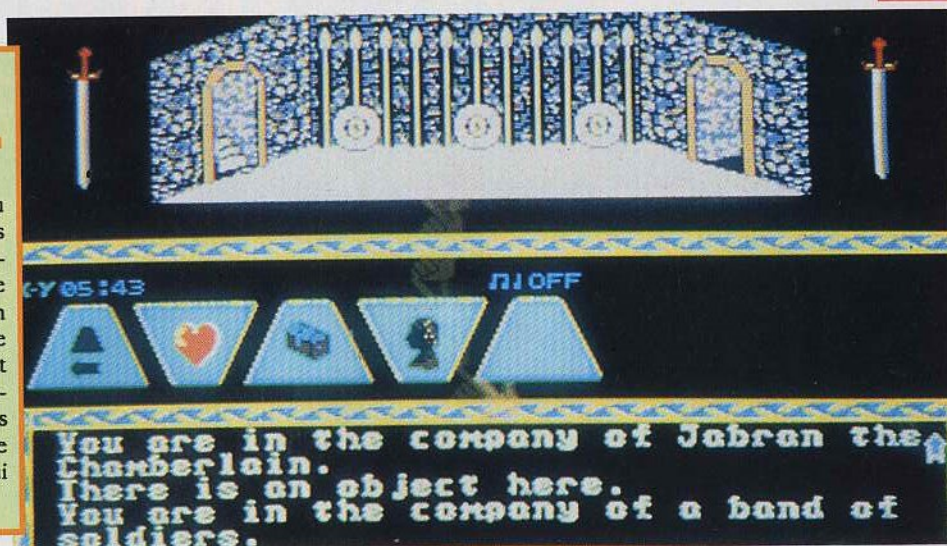 X-Y 05:43
OFF
You are in the company of Jabran the
Chamberlain.
There is an object here.
You are in the company of a band of
soldiers.